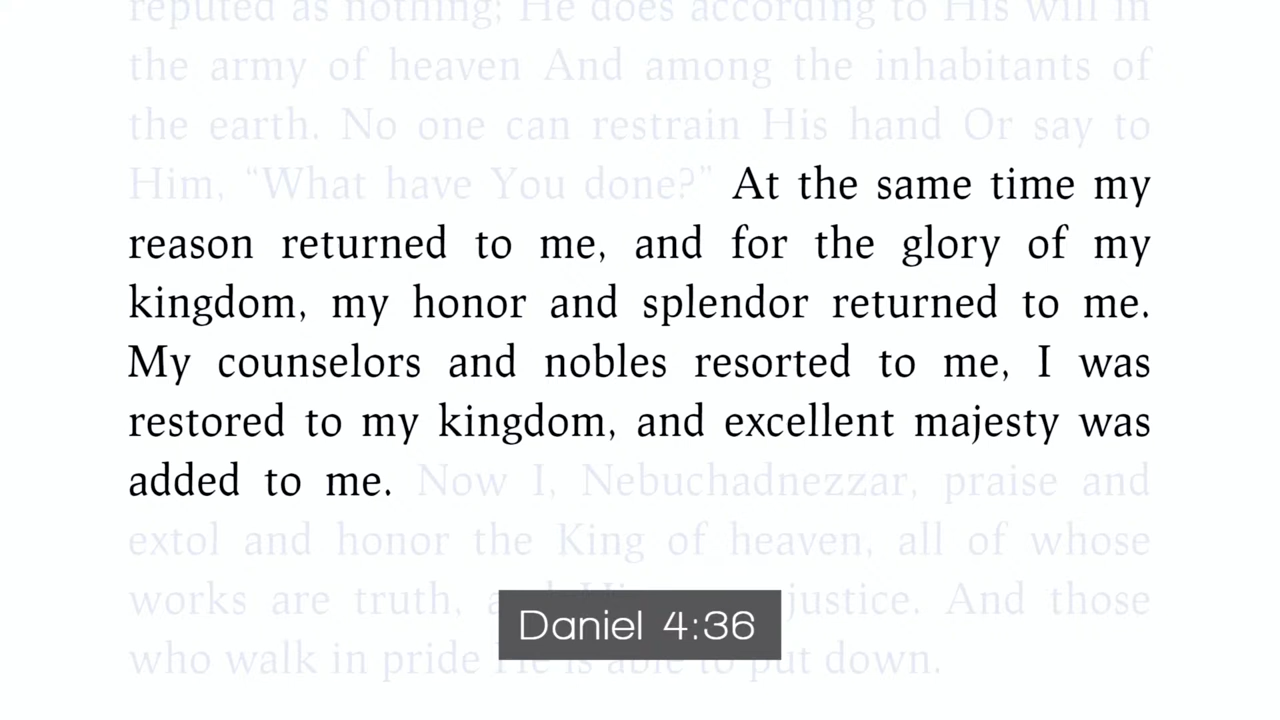 reputed as nothing; He does according to His will in
the army of heaven And among the inhabitants of
the earth. No one can restrain His hand Or say to
Him, “What have You done?” At the same time my
reason returned to me, and for the glory of my
kingdom, my honor and splendor returned to me.
My counselors and nobles resorted to me, I was
restored to my kingdom, and excellent majesty was
added to me. Now I, Nebuchadnezzar, praise and
extol and honor the King of heaven, all of whose
works are truth, justice. And those
Daniel 4:36
who walk in pride He is able to put down.